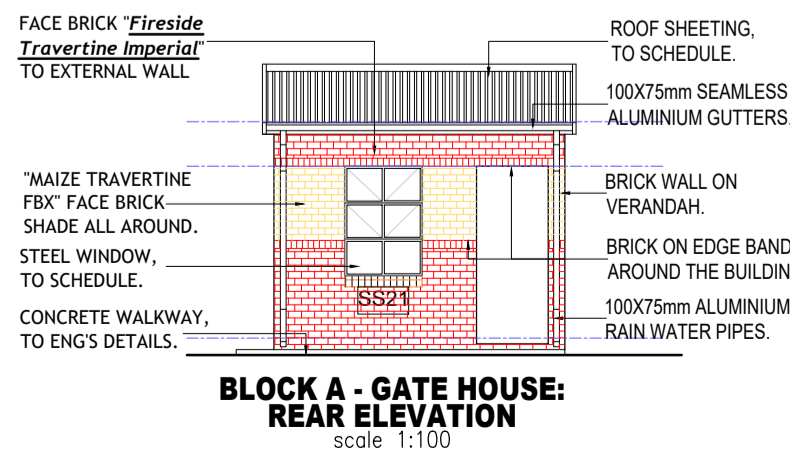 FACE BRICK "Fireside
Travertine Imperial"
TO EXTERNAL WALL
"MAIZE TRAVERTINE
FBX" FACE BRICK
SHADE ALL AROUND.
STEEL WINDOW,
TO SCHEDULE.
CONCRETE WALKWAY,
TO ENG'S DETAILS.
ROOF SHEETING,
TO SCHEDULE.
100X75mm SEAMLESS
ALUMINIUM GUTTERS.
BRICK WALL ON
VERANDAH.
BRICK ON EDGE BAND
AROUND THE BUILDIN
100X75mm ALUMINIUM
RAIN WATER PIPES.
SS21
BLOCK A - GATE HOUSE:
REAR ELEVATION
scale 1:100